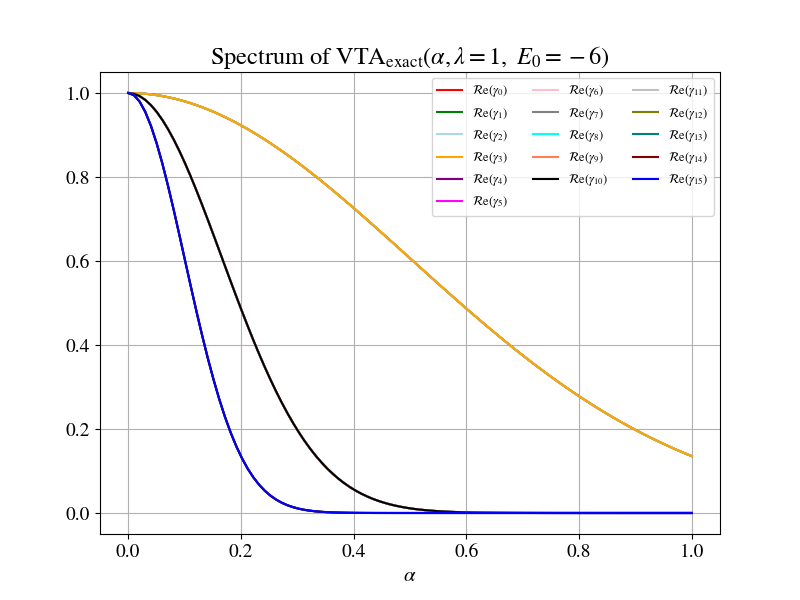 Spectrum of VTA_exact(α, λ = 1, E_0 = −6)
1.0
0.8
0.6
0.4
0.2
0.0
0.0 0.2 0.4 0.6 0.8 1.0
α
ℛe(γ_0) ℛe(γ_6) ℛe(γ_11)
ℛe(γ_1) ℛe(γ_7) ℛe(γ_12)
ℛe(γ_2) ℛe(γ_8) ℛe(γ_13)
ℛe(γ_3) ℛe(γ_9) ℛe(γ_14)
ℛe(γ_4) ℛe(γ_10) ℛe(γ_15)
ℛe(γ_5)